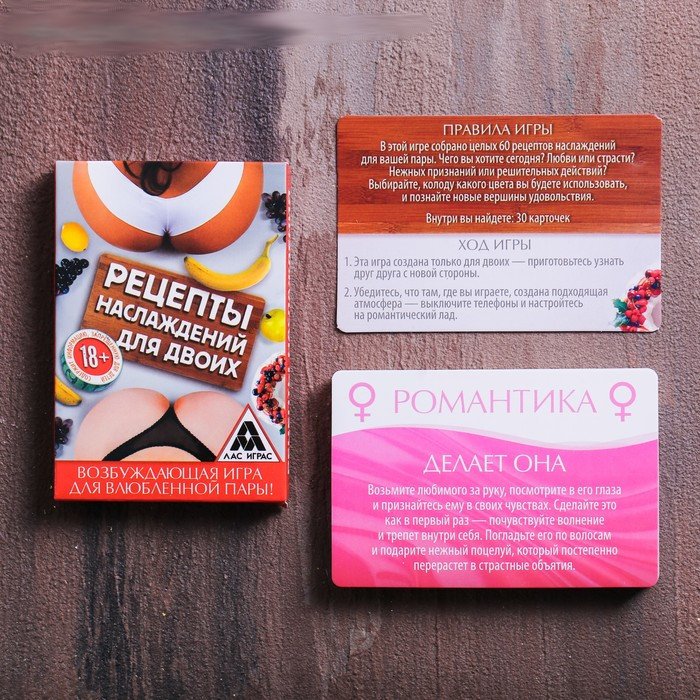 РЕЦЕПТЫ
НАСЛАЖДЕНИЙ
ДЛЯ ДВОИХ
18+
ЛАС ИГРАС
ВОЗБУЖДАЮЩАЯ ИГРА
ДЛЯ ВЛЮБЛЕННОЙ ПАРЫ!
ПРАВИЛА ИГРЫ
В этой игре собрано целых 60 рецептов наслаждений
для вашей пары. Чего вы хотите сегодня? Любви или страсти?
Нежных признаний или решительных действий?
Выбирайте, колоду какого цвета вы будете использовать,
и познайте новые вершины удовольствия.
Внутри вы найдете: 30 карточек
ХОД ИГРЫ
1. Эта игра создана только для двоих — приготовьтесь узнать
друг друга с новой стороны.
2. Убедитесь, что там, где вы играете, создана подходящая
атмосфера — выключите телефоны и настройтесь
на романтический лад.
РОМАНТИКА
ДЕЛАЕТ ОНА
Возьмите любимого за руку, посмотрите в его глаза
и признайтесь ему в своих чувствах. Сделайте это
как в первый раз — почувствуйте волнение
и трепет внутри себя. Погладьте его по волосам
и подарите нежный поцелуй, который постепенно
перерастет в страстные объятия.